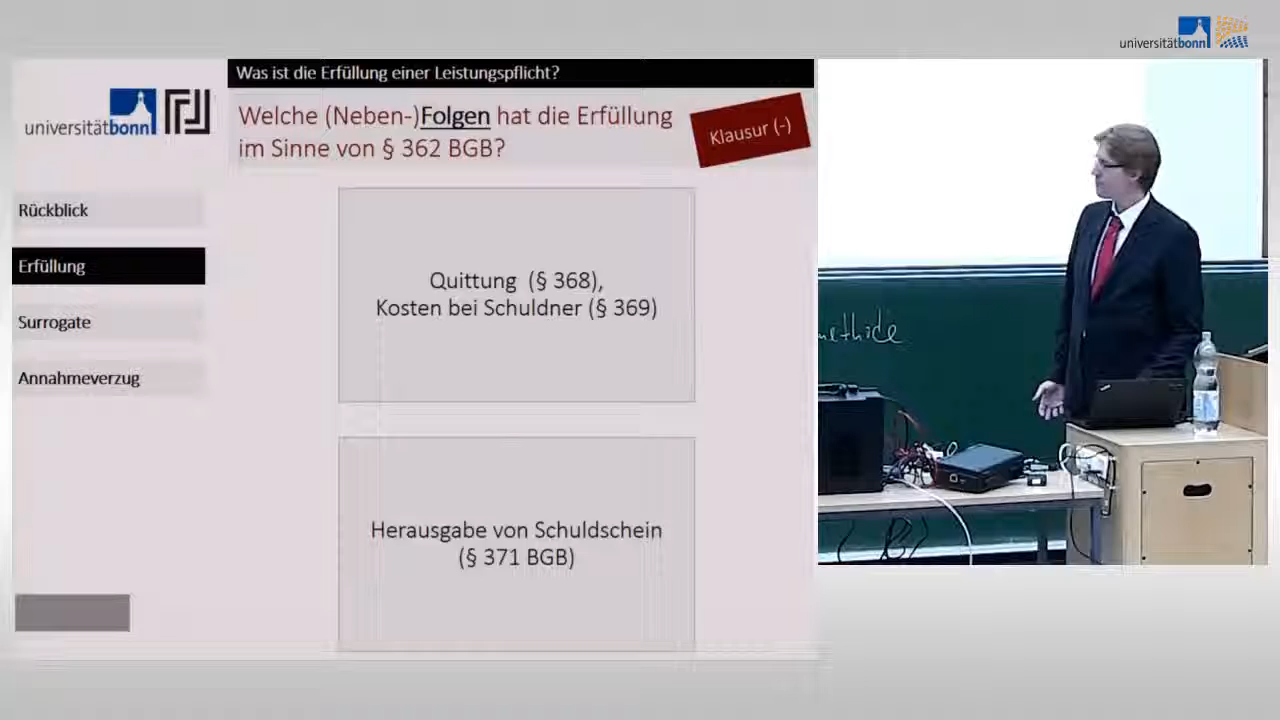 universitätbonn
Was ist die Erfüllung einer Leistungspflicht?
universitätbonn
Welche (Neben-)Folgen hat die Erfüllung
im Sinne von § 362 BGB?
Klausur (-)
Rückblick
Erfüllung
Surrogate
Annahmeverzug
Quittung (§ 368),
Kosten bei Schuldner (§ 369)
Herausgabe von Schuldschein
(§ 371 BGB)